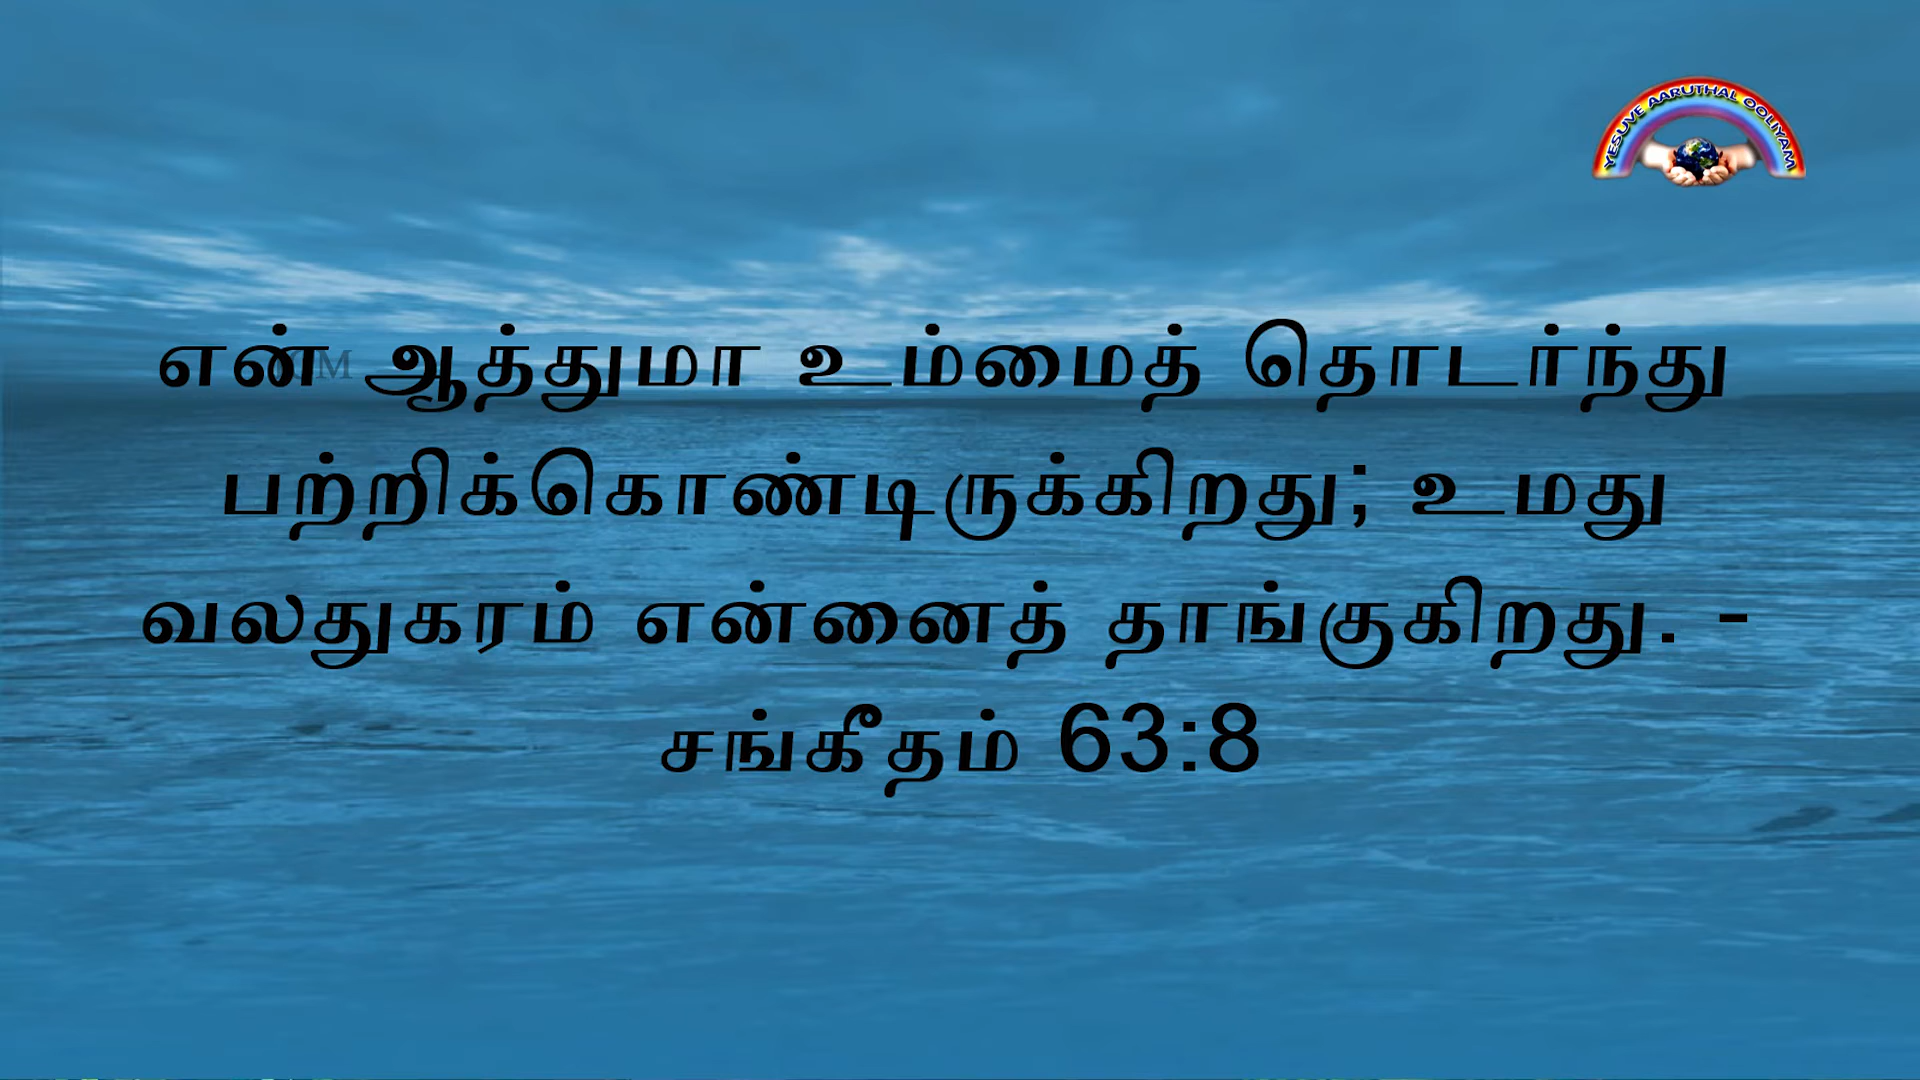 YESUVE AARUTHAL OOLIYAM
என் ஆத்துமா உம்மைத் தொடர்ந்து
பற்றிக்கொண்டிருக்கிறது; உமது
வலதுகரம் என்னைத் தாங்குகிறது. -
சங்கீதம் 63:8